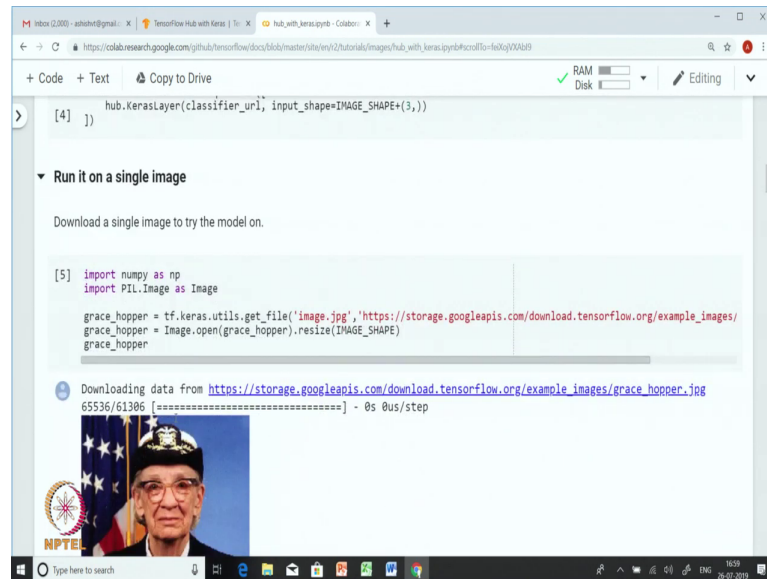 Inbox (2,000) - ashishvt@gmail.c
TensorFlow Hub with Keras | Ten
hub_with_keras.ipynb - Colabora
https://colab.research.google.com/github/tensorflow/docs/blob/master/site/en/r2/tutorials/images/hub_with_keras.ipynb#scrollTo=feiXojVXAbI9
+ Code + Text Copy to Drive
RAM
Disk
Editing
hub.KerasLayer(classifier_url, input_shape=IMAGE_SHAPE+(3,))
[4] ])
Run it on a single image
Download a single image to try the model on.
[5] import numpy as np
import PIL.Image as Image
grace_hopper = tf.keras.utils.get_file('image.jpg','https://storage.googleapis.com/download.tensorflow.org/example_images/
grace_hopper = Image.open(grace_hopper).resize(IMAGE_SHAPE)
grace_hopper
Downloading data from https://storage.googleapis.com/download.tensorflow.org/example_images/grace_hopper.jpg
65536/61306 [================================] - 0s 0us/step
NPTEL
Type here to search
ENG
16:59
26-07-2019